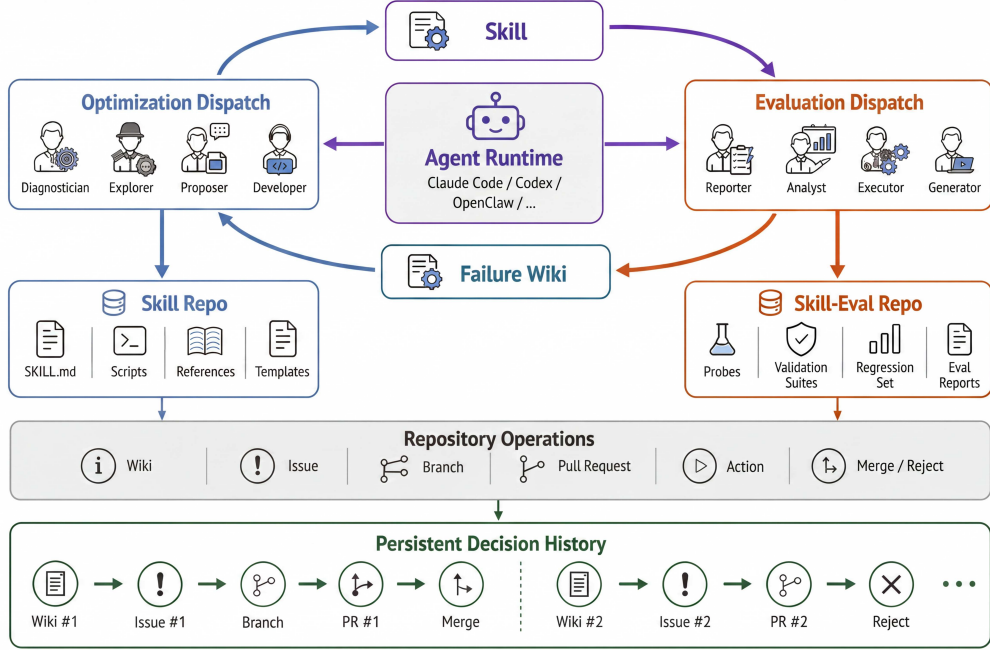 Skill
Optimization Dispatch
Diagnostician
Explorer
Proposer
Developer
Agent Runtime
Claude Code / Codex /
OpenClaw / ...
Evaluation Dispatch
Reporter
Analyst
Executor
Generator
Failure Wiki
Skill Repo
SKILL.md
Scripts
References
Templates
Skill-Eval Repo
Probes
Validation
Suites
Regression
Set
Eval
Reports
Repository Operations
Wiki
Issue
Branch
Pull Request
Action
Merge / Reject
Persistent Decision History
Wiki #1
Issue #1
Branch
PR #1
Merge
Wiki #2
Issue #2
PR #2
Reject